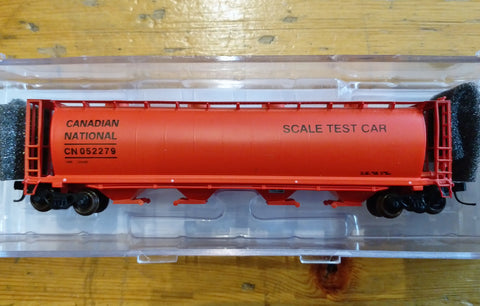 CANADIAN
NATIONAL
CN 052279
SCALE TEST CAR